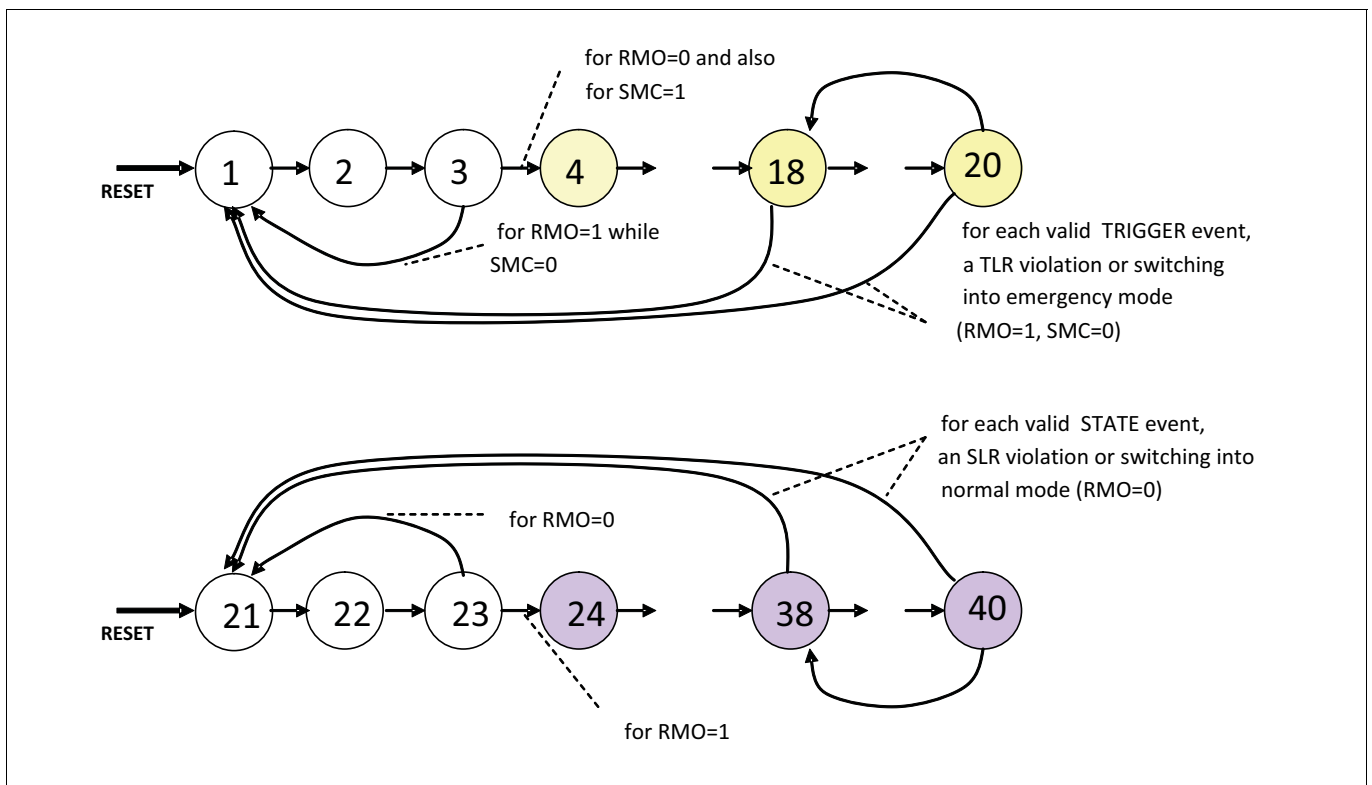 for RMO=0 and also
for SMC=1
RESET
1
2
3
4
18
20
for RMO=1 while
SMC=0
for each valid TRIGGER event,
a TLR violation or switching
into emergency mode
(RMO=1, SMC=0)
for each valid STATE event,
an SLR violation or switching into
normal mode (RMO=0)
for RMO=0
RESET
21
22
23
24
38
40
for RMO=1